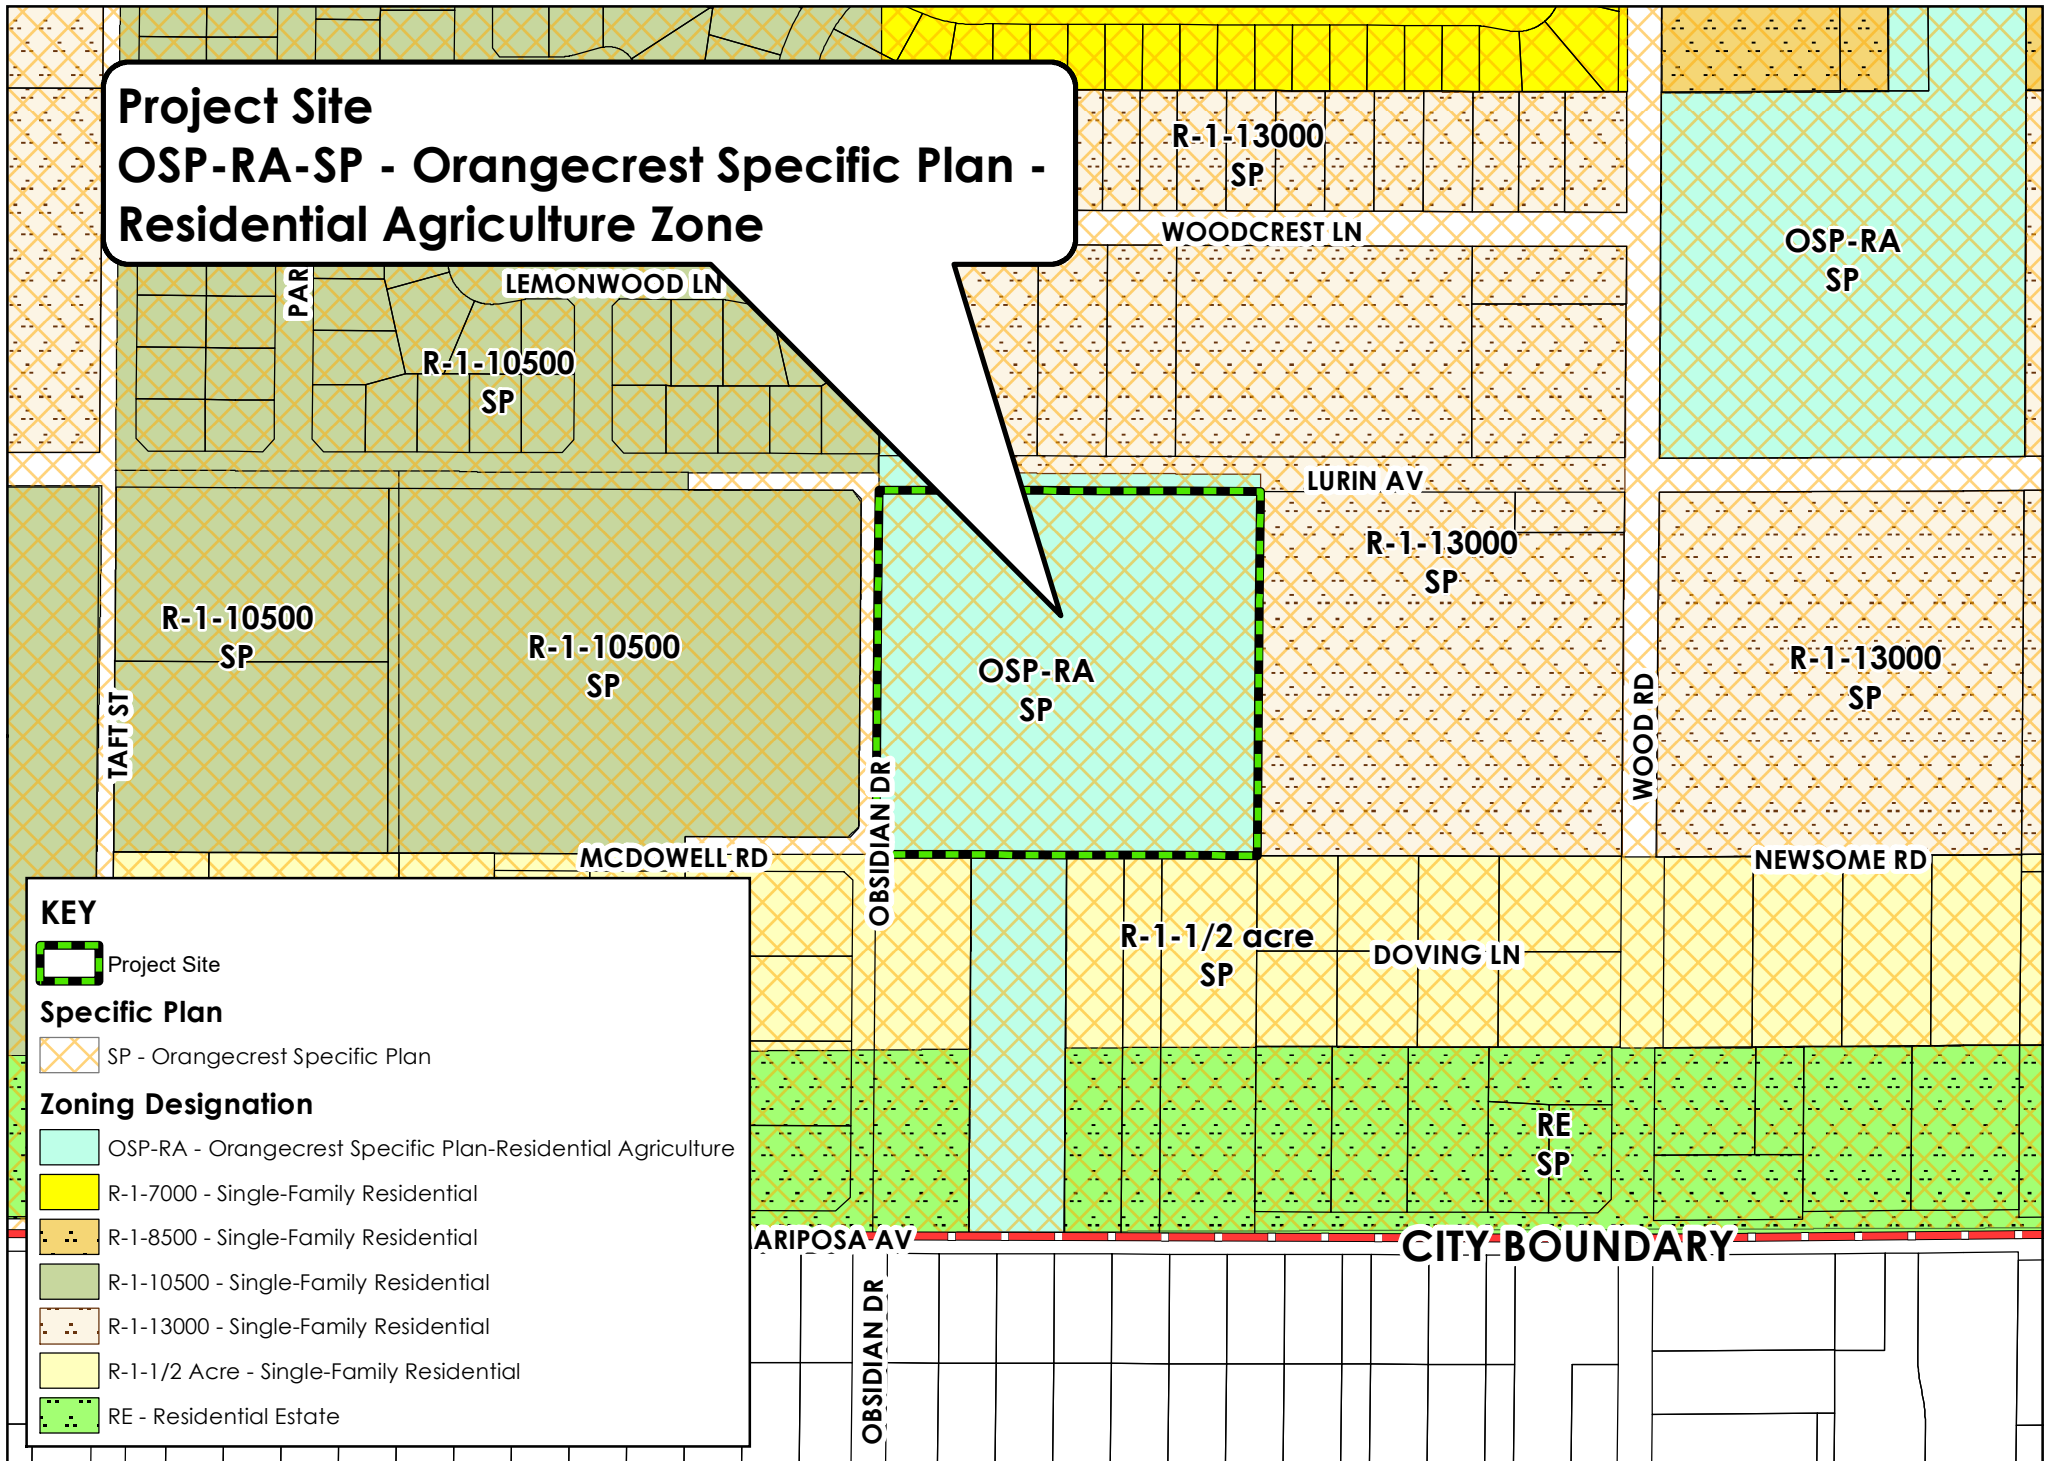 Project Site
OSP-RA-SP - Orangecrest Specific Plan -
Residential Agriculture Zone
R-1-13000
SP
WOODCREST LN
OSP-RA
SP
PAR
LEMONWOOD LN
R-1-10500
SP
LURIN AV
R-1-13000
SP
R-1-10500
SP
R-1-10500
SP
OSP-RA
SP
R-1-13000
SP
TAFT ST
WOOD RD
OBSIDIAN DR
MCDOWELL RD
NEWSOME RD
R-1-1/2 acre
SP
DOVING LN
RE
SP
ARIPOSA AV
CITY BOUNDARY
OBSIDIAN DR
KEY
Project Site
Specific Plan
SP - Orangecrest Specific Plan
Zoning Designation
OSP-RA - Orangecrest Specific Plan-Residential Agriculture
R-1-7000 - Single-Family Residential
R-1-8500 - Single-Family Residential
R-1-10500 - Single-Family Residential
R-1-13000 - Single-Family Residential
R-1-1/2 Acre - Single-Family Residential
RE - Residential Estate